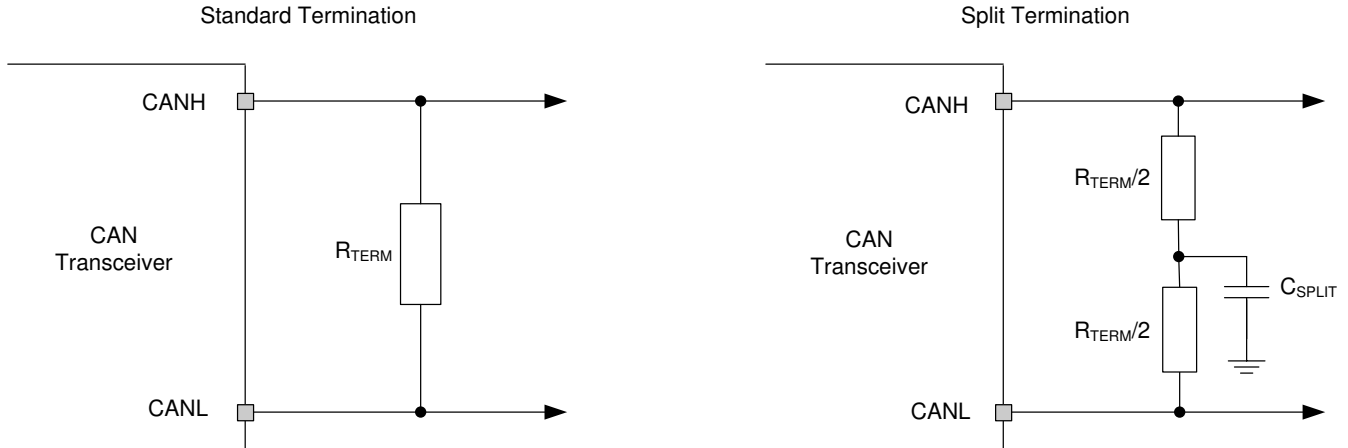 Standard Termination
CANH
CAN
Transceiver
RTERM
CANL
Split Termination
CANH
RTERM/2
CAN
Transceiver
CSPLIT
RTERM/2
CANL